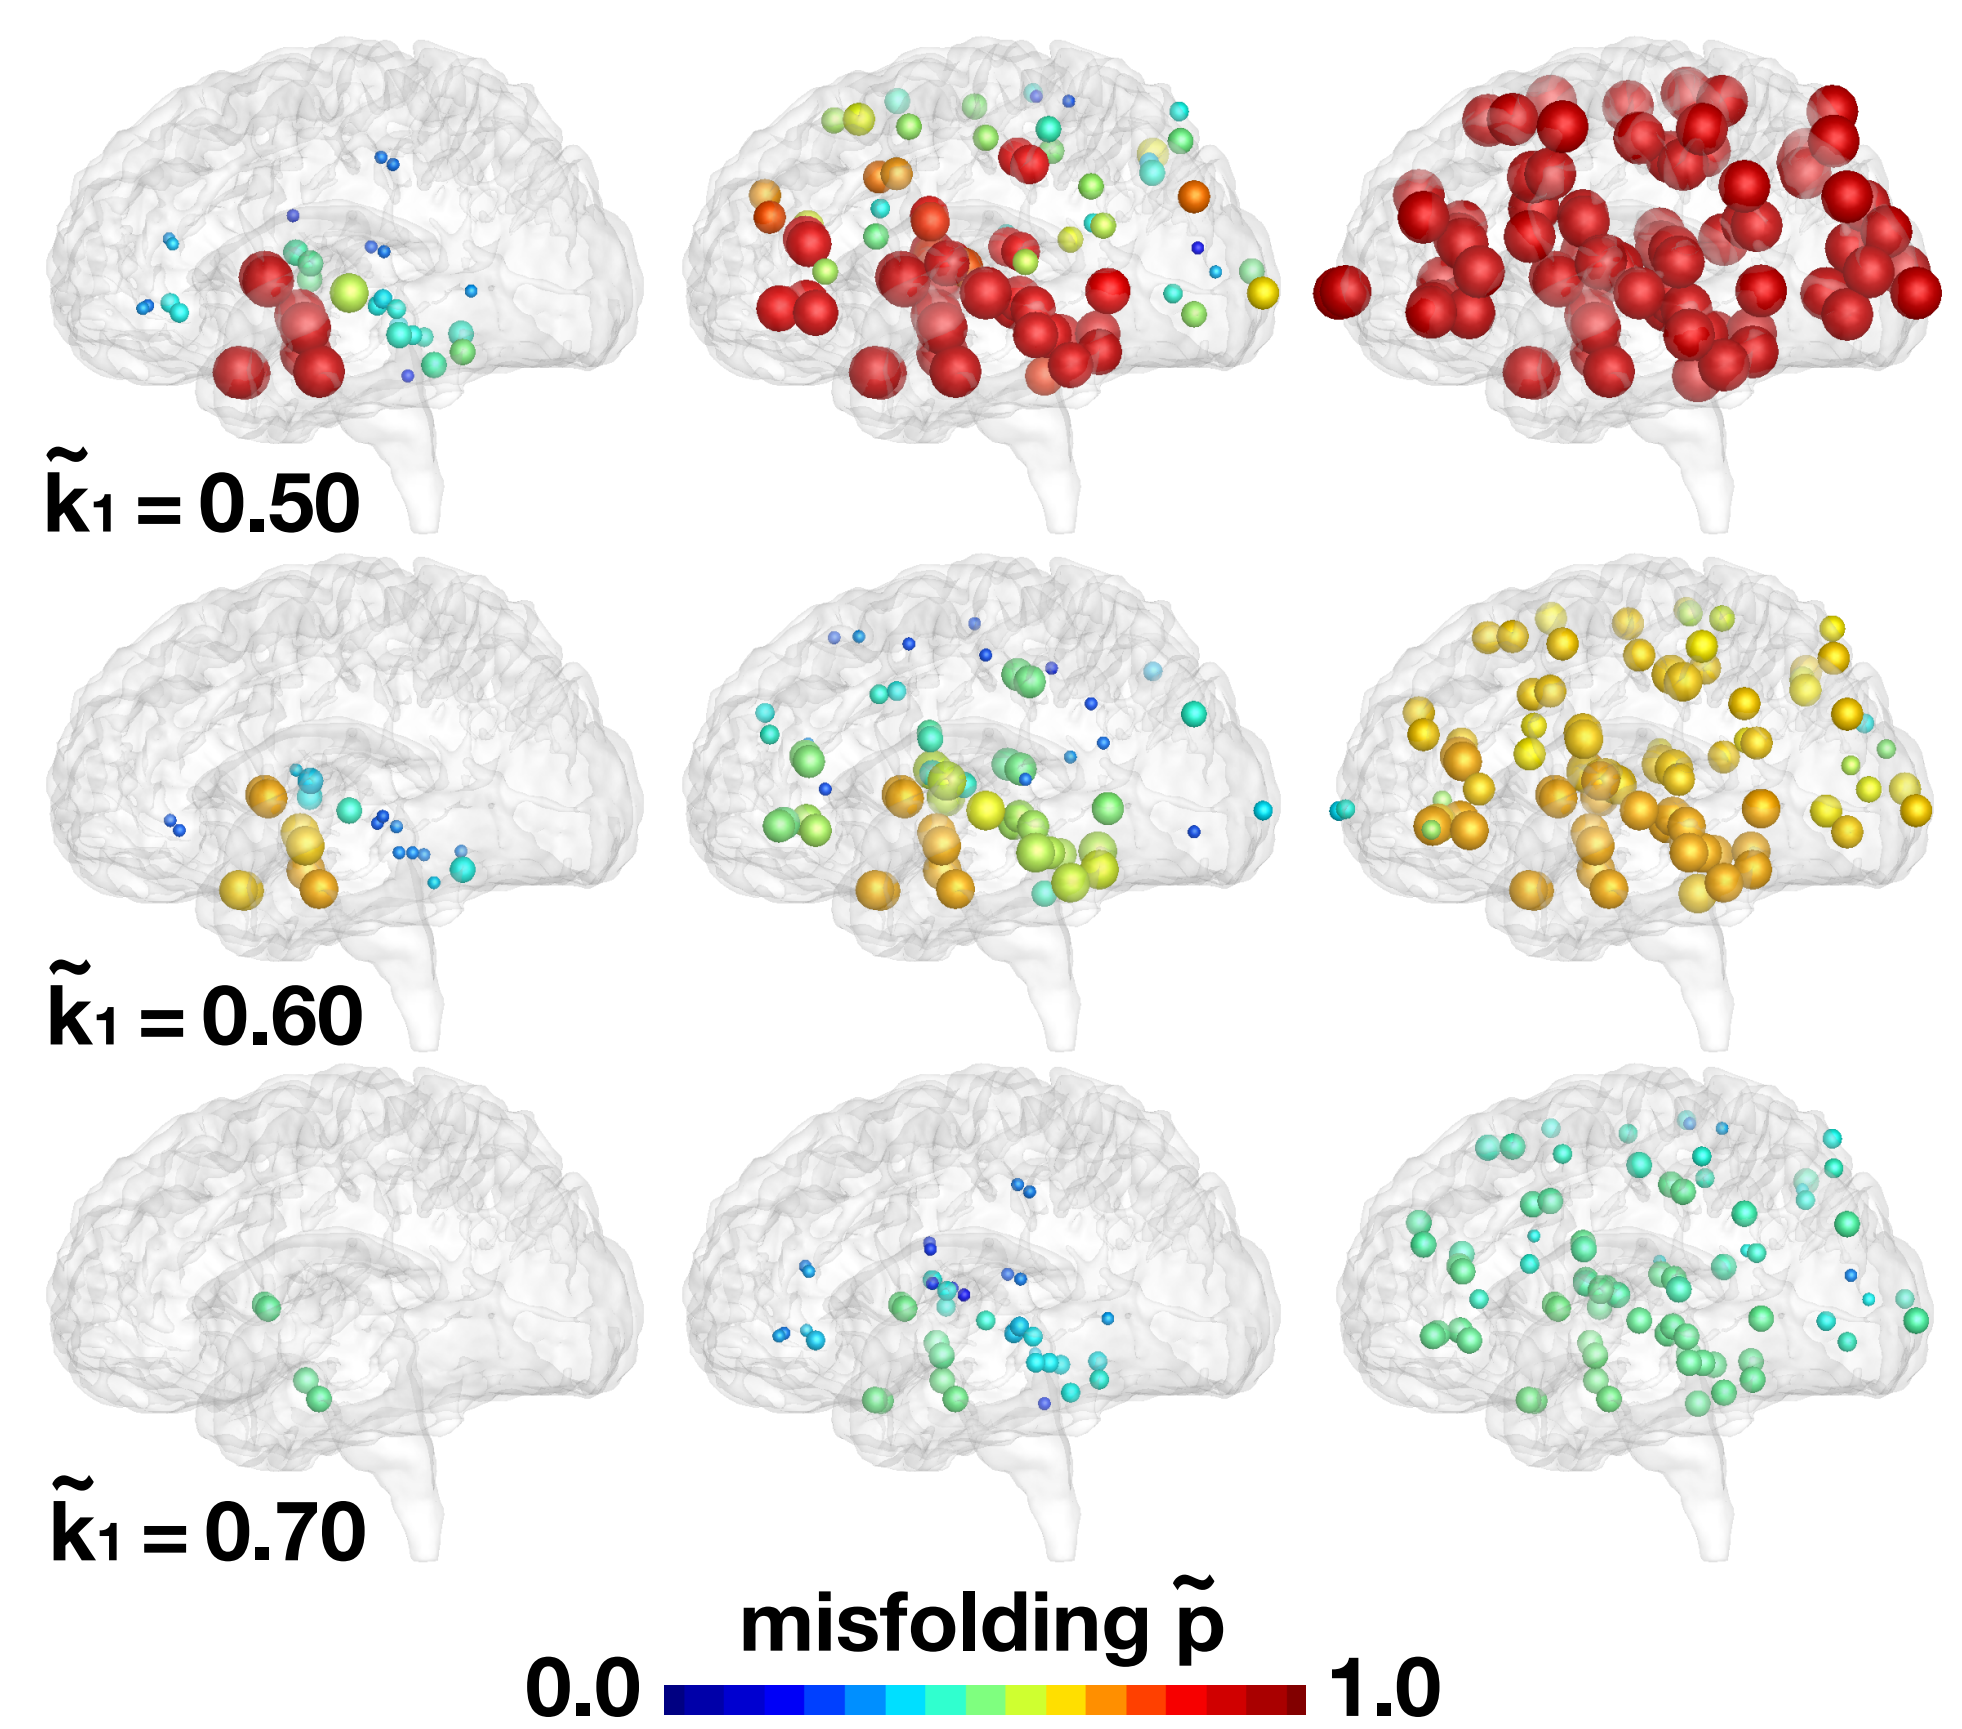 k̃₁ = 0.50
k̃₁ = 0.60
k̃₁ = 0.70
misfolding p̃
0.0 1.0